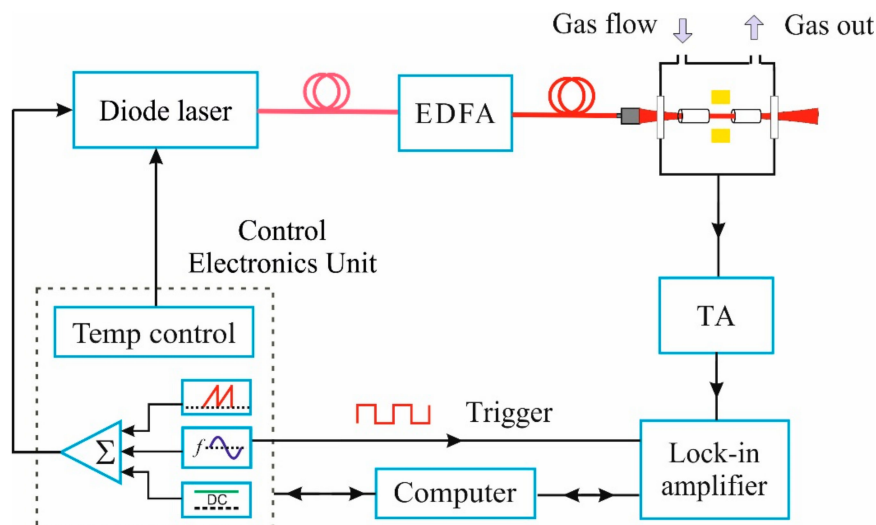 Gas flow
Gas out
Diode laser
EDFA
Control
Electronics Unit
TA
Temp control
Trigger
Σ
f
DC
Computer
Lock-in
amplifier